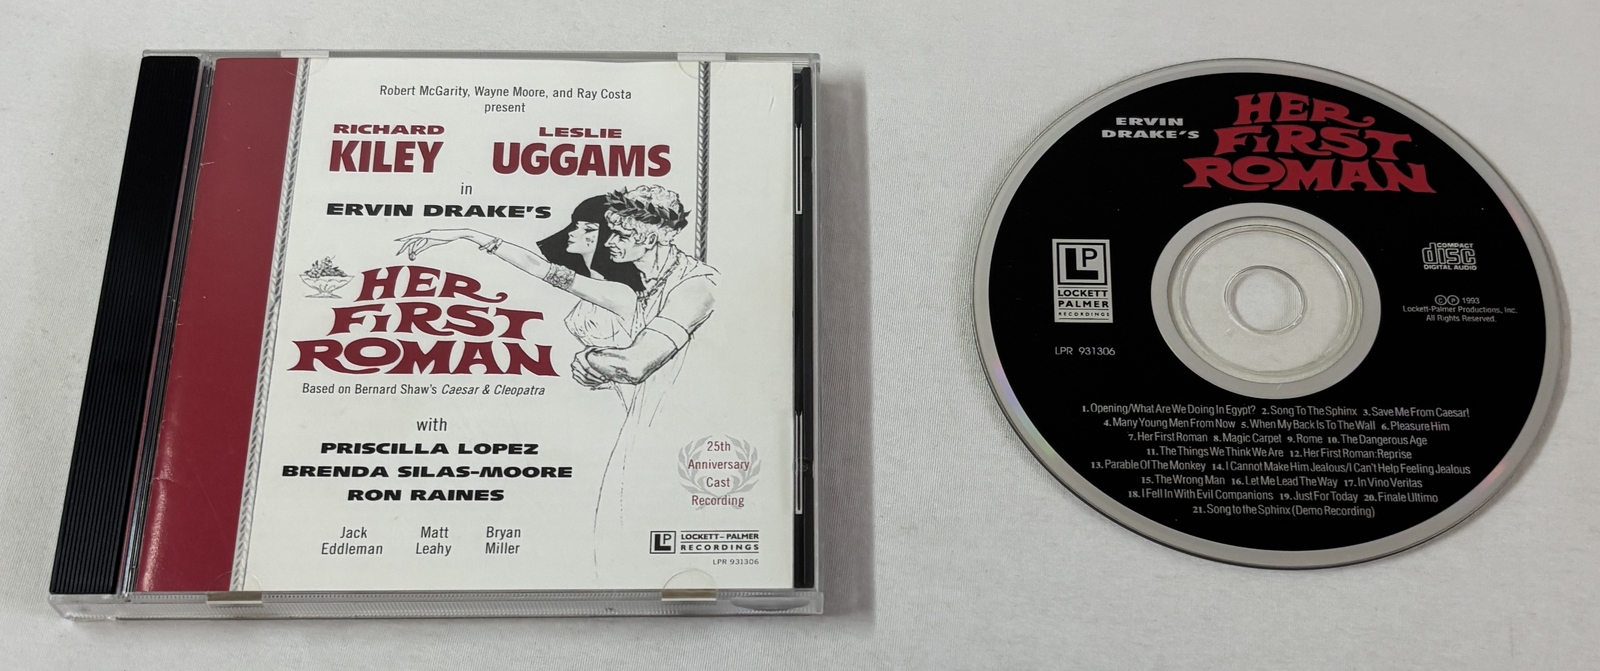 Robert McGarity, Wayne Moore, and Ray Costa
present
RICHARD
KILEY
LESLIE
UGGAMS
in
ERVIN DRAKE'S
HER
FiRST
ROMAN
Based on Bernard Shaw's Caesar & Cleopatra
with
PRISCILLA LOPEZ
BRENDA SILAS-MOORE
RON RAINES
Jack
Eddleman
Matt
Leahy
Bryan
Miller
25th
Anniversary
Cast
Recording
LP
LOCKETT-PALMER
RECORDINGS
LPR 931306
ERVIN
DRAKE'S
HER
FiRST
ROMAN
LP
LOCKETT
PALMER
RECORDINGS
LPR 931306
COMPACT
disc
DIGITAL AUDIO
© ℗ 1993
Lockett-Palmer Productions, Inc.
All Rights Reserved.
1. Opening/What Are We Doing In Egypt? 2. Song To The Sphinx 3. Save Me From Caesar!
4. Many Young Men From Now 5. When My Back Is To The Wall 6. Pleasure Him
7. Her First Roman 8. Magic Carpet 9. Rome 10. The Dangerous Age
11. The Things We Think We Are 12. Her First Roman: Reprise
13. Parable Of The Monkey 14. I Cannot Make Him Jealous/I Can't Help Feeling Jealous
15. The Wrong Man 16. Let Me Lead The Way 17. In Vino Veritas
18. I Fell In With Evil Companions 19. Just For Today 20. Finale Ultimo
21. Song to the Sphinx (Demo Recording)